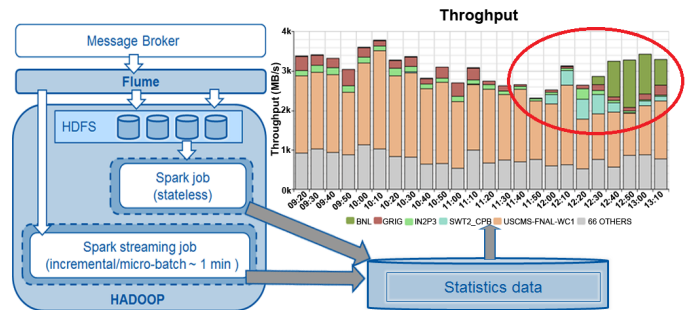 Message Broker
Flume
HDFS
Spark job
(stateless)
Spark streaming job
(incremental/micro-batch ~ 1 min )
HADOOP
Throghput
Throughput (MB/s)
4k
3k
2k
1k
0k
09:20
09:30
09:40
09:50
10:00
10:10
10:20
10:30
10:40
10:50
11:00
11:10
11:20
11:30
11:40
11:50
12:00
12:10
12:20
12:30
12:40
12:50
13:00
13:10
BNL GRIG IN2P3 SWT2_CPB USCMS-FNAL-WC1 66 OTHERS
Statistics data